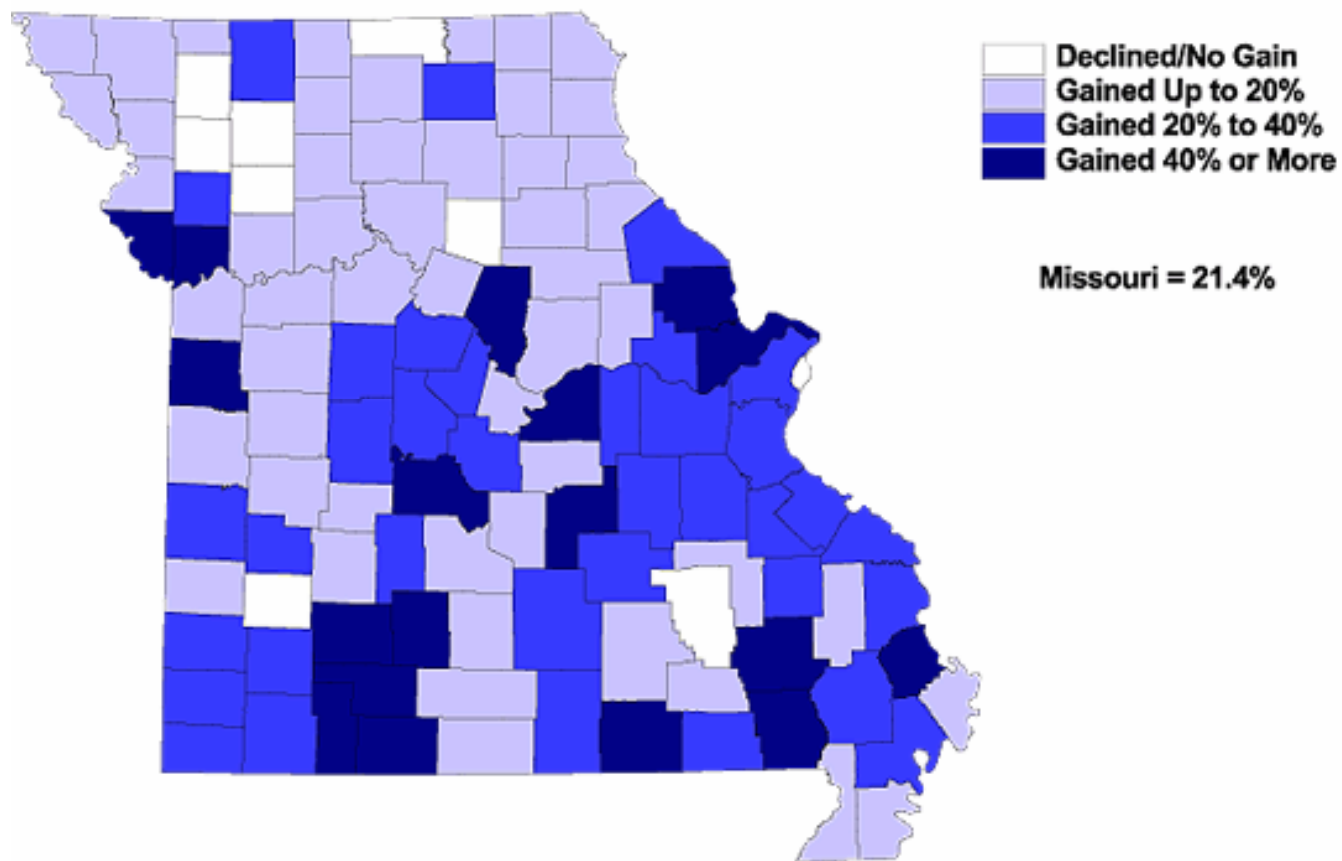 Declined/No Gain
Gained Up to 20%
Gained 20% to 40%
Gained 40% or More
Missouri = 21.4%